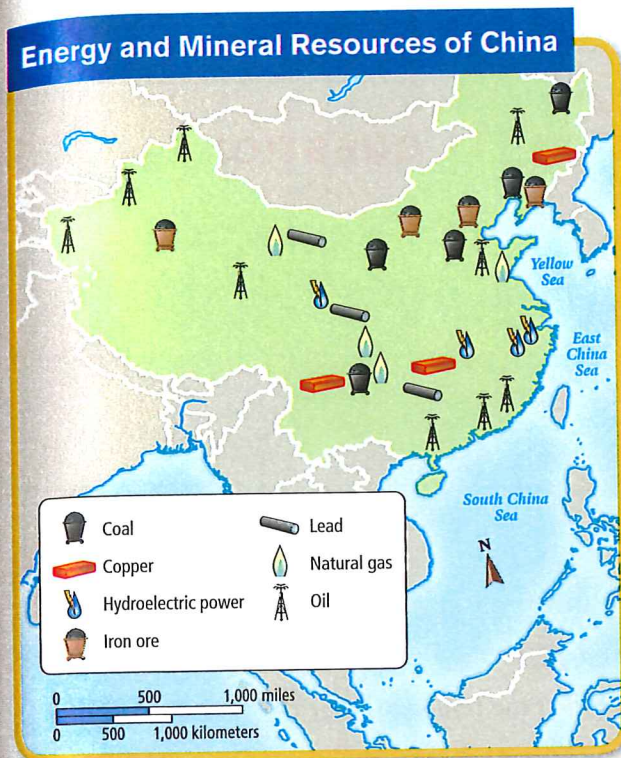 Energy and Mineral Resources of China
Yellow
Sea
East
China
Sea
South China
Sea
N
Coal
Lead
Copper
Natural gas
Hydroelectric power
Oil
Iron ore
0 500 1,000 miles
0 500 1,000 kilometers